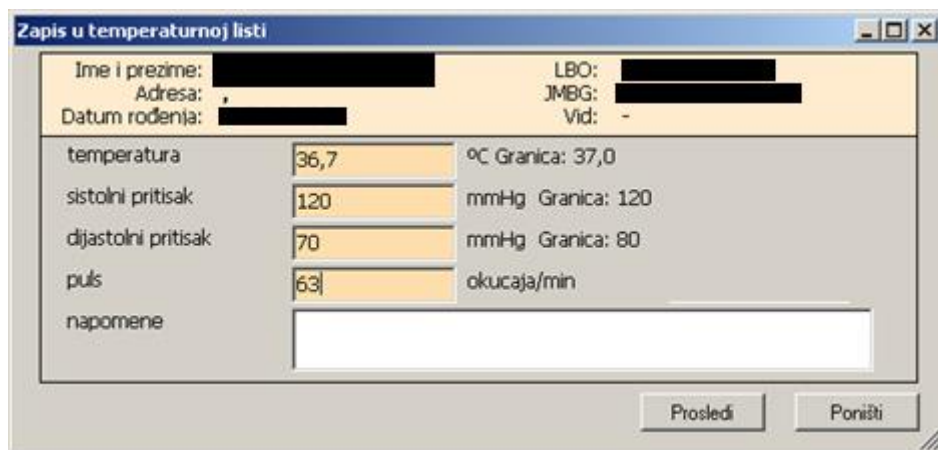 Zapis u temperaturnoj listi
Ime i prezime: LBO:
Adresa: , JMBG:
Datum rođenja: Vid: -
temperatura 36,7 ºC Granica: 37,0
sistolni pritisak 120 mmHg Granica: 120
dijastolni pritisak 70 mmHg Granica: 80
puls 63 okucaja/min
napomene
Prosledi Poništi